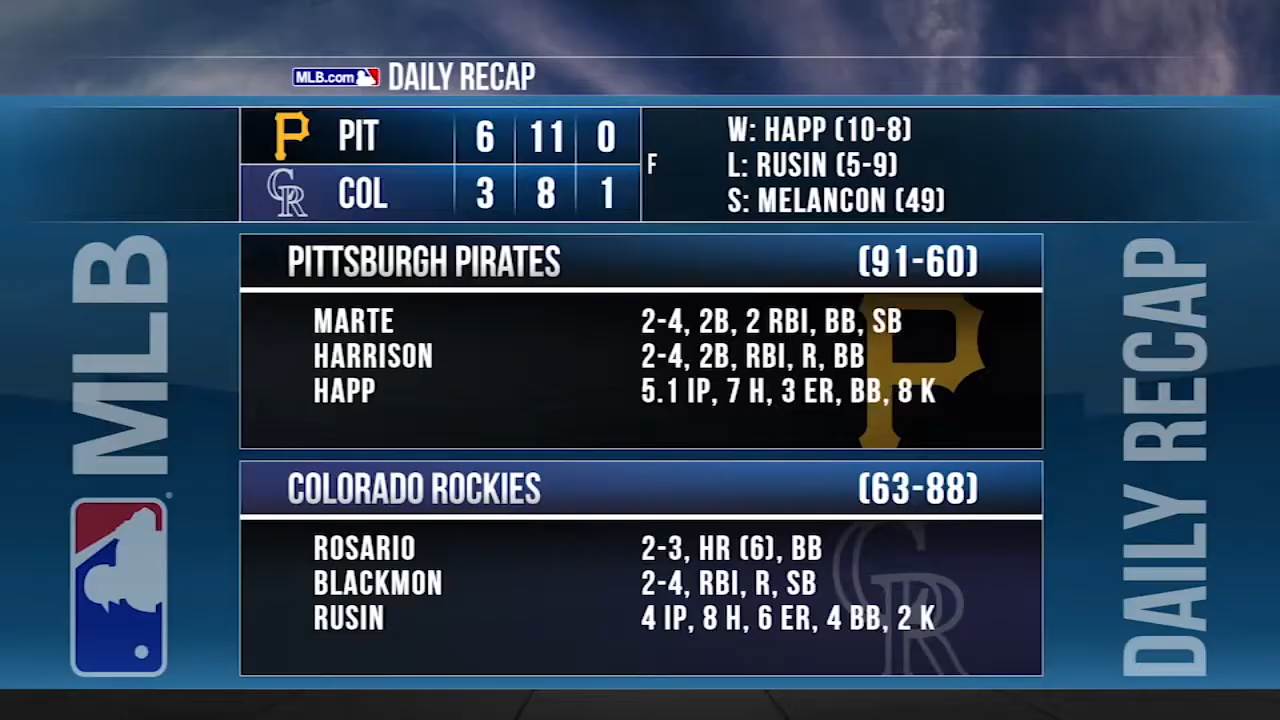 MLB.com DAILY RECAP
PIT 6 11 0
COL 3 8 1
F
W: HAPP (10-8)
L: RUSIN (5-9)
S: MELANCON (49)
PITTSBURGH PIRATES (91-60)
MARTE 2-4, 2B, 2 RBI, BB, SB
HARRISON 2-4, 2B, RBI, R, BB
HAPP 5.1 IP, 7 H, 3 ER, BB, 8 K
COLORADO ROCKIES (63-88)
ROSARIO 2-3, HR (6), BB
BLACKMON 2-4, RBI, R, SB
RUSIN 4 IP, 8 H, 6 ER, 4 BB, 2 K
MLB
DAILY RECAP
P
CR
P
CR